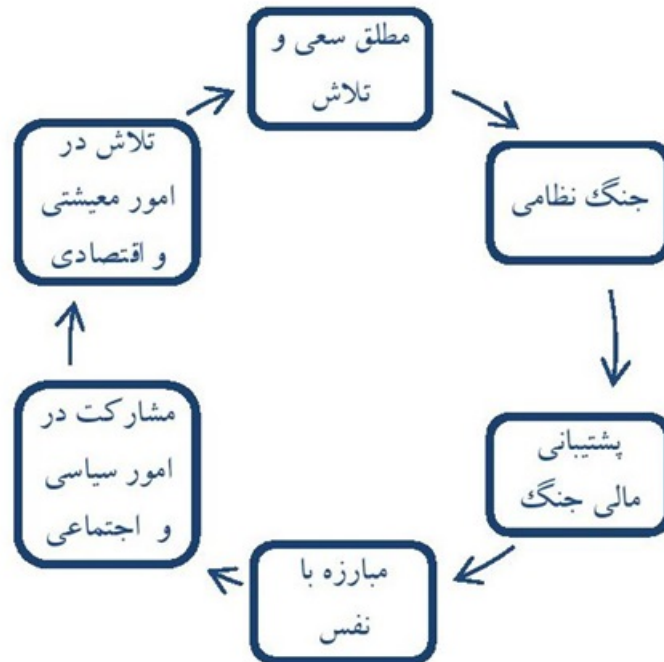 مطلق سعی و
تلاش
جنگ نظامی
پشتیبانی
مالی جنگ
مبارزه با
نفس
مشارکت در
امور سیاسی
و اجتماعی
تلاش در
امور معیشتی
و اقتصادی